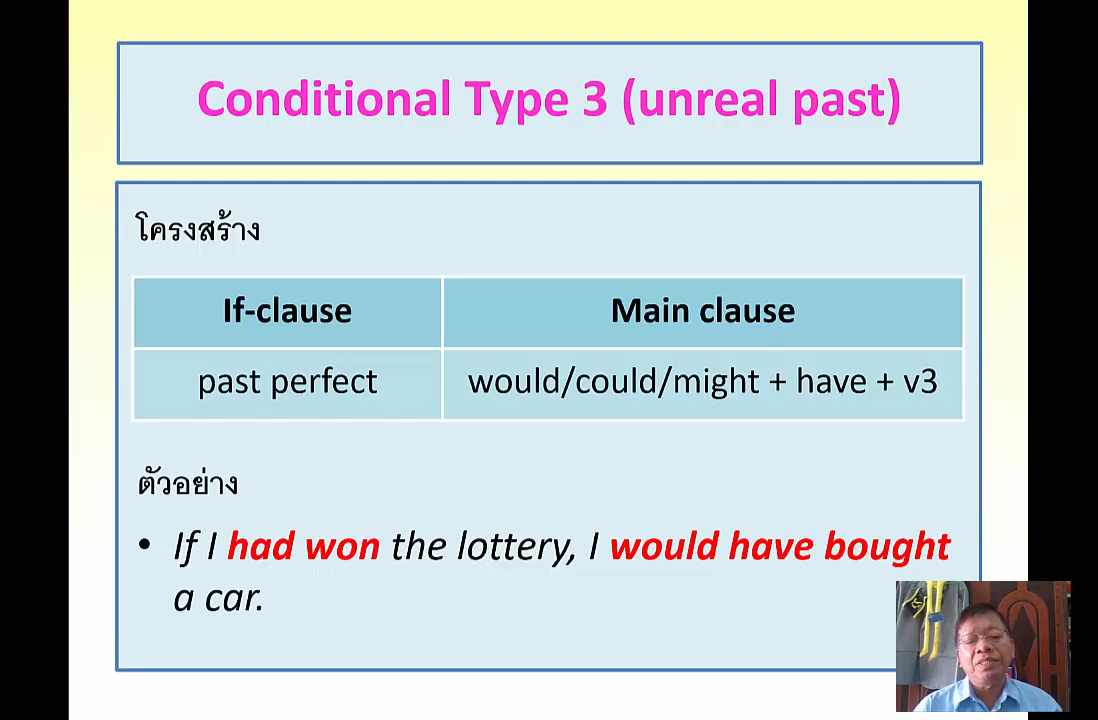 Conditional Type 3 (unreal past)
โครงสร้าง
If-clause Main clause
past perfect would/could/might + have + v3
ตัวอย่าง
• If I had won the lottery, I would have bought
a car.